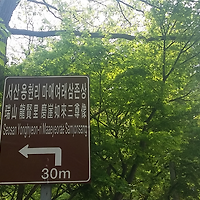 서산 용현리 마애여래삼존상
瑞山 龍賢里 磨崖如來三尊像
Seosan Yonghyeon-ri Maaeyeorae Samjonsang
30m